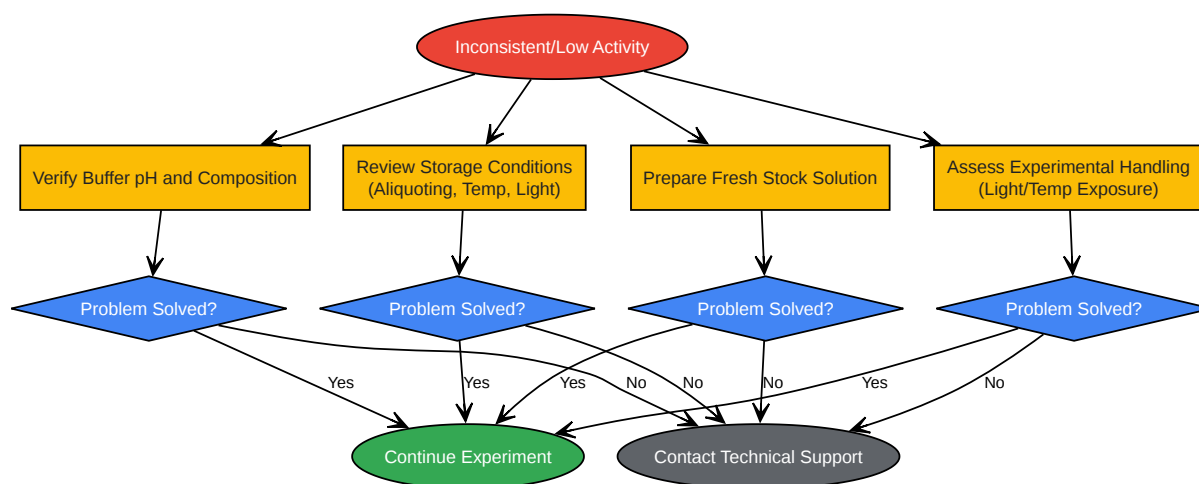 Inconsistent/Low Activity
Verify Buffer pH and Composition
Review Storage Conditions
(Aliquoting, Temp, Light)
Prepare Fresh Stock Solution
Assess Experimental Handling
(Light/Temp Exposure)
Problem Solved?
Problem Solved?
Problem Solved?
Problem Solved?
Yes
Yes
Yes
No
No
No
Yes
No
Continue Experiment
Contact Technical Support